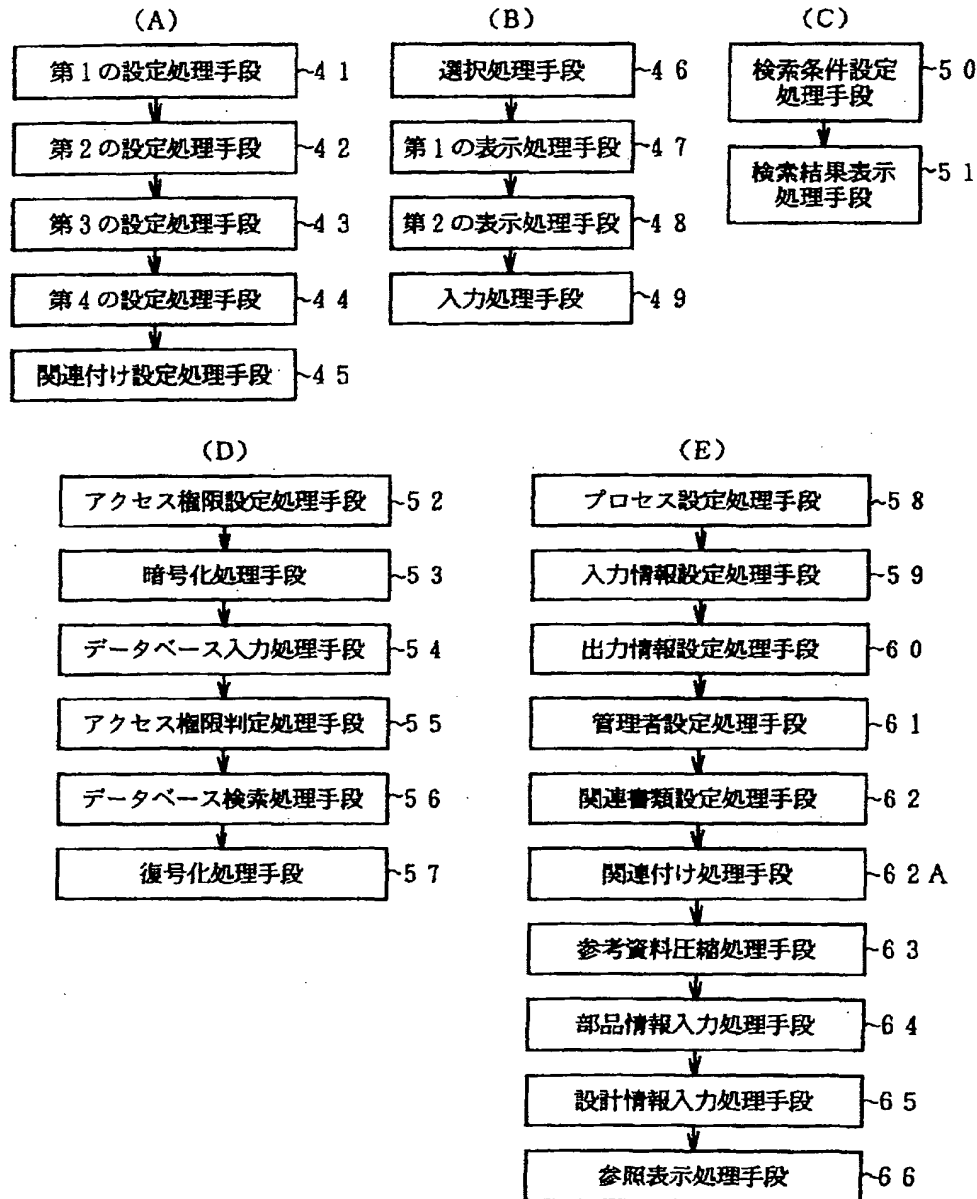 （A）
第１の設定処理手段 ~４１
第２の設定処理手段 ~４２
第３の設定処理手段 ~４３
第４の設定処理手段 ~４４
関連付け設定処理手段 ~４５
（B）
選択処理手段 ~４６
第１の表示処理手段 ~４７
第２の表示処理手段 ~４８
入力処理手段 ~４９
（C）
検索条件設定 ~５０
処理手段
検索結果表示 ~５１
処理手段
（D）
アクセス権限設定処理手段 ~５２
暗号化処理手段 ~５３
データベース入力処理手段 ~５４
アクセス権限判定処理手段 ~５５
データベース検索処理手段 ~５６
復号化処理手段 ~５７
（E）
プロセス設定処理手段 ~５８
入力情報設定処理手段 ~５９
出力情報設定処理手段 ~６０
管理者設定処理手段 ~６１
関連書類設定処理手段 ~６２
関連付け処理手段 ~６２A
参考資料圧縮処理手段 ~６３
部品情報入力処理手段 ~６４
設計情報入力処理手段 ~６５
参照表示処理手段 ~６６